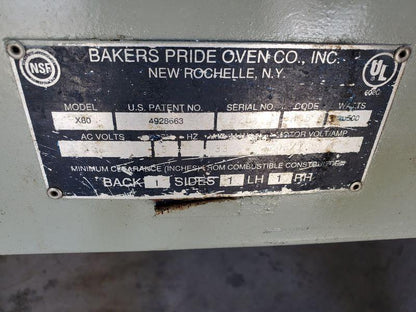 NSF
BAKERS PRIDE OVEN CO., INC.
NEW ROCHELLE, N.Y.
UL
MODEL U.S. PATENT NO. SERIAL NO. CODE WATTS
X80 4928663
AC VOLTS HZ MOTOR VOLT/AMP
MINIMUM CLEARANCE (INCHES) FROM COMBUSTIBLE CONSTRUCTION
BACK 1 SIDES 1 LH 1 RH